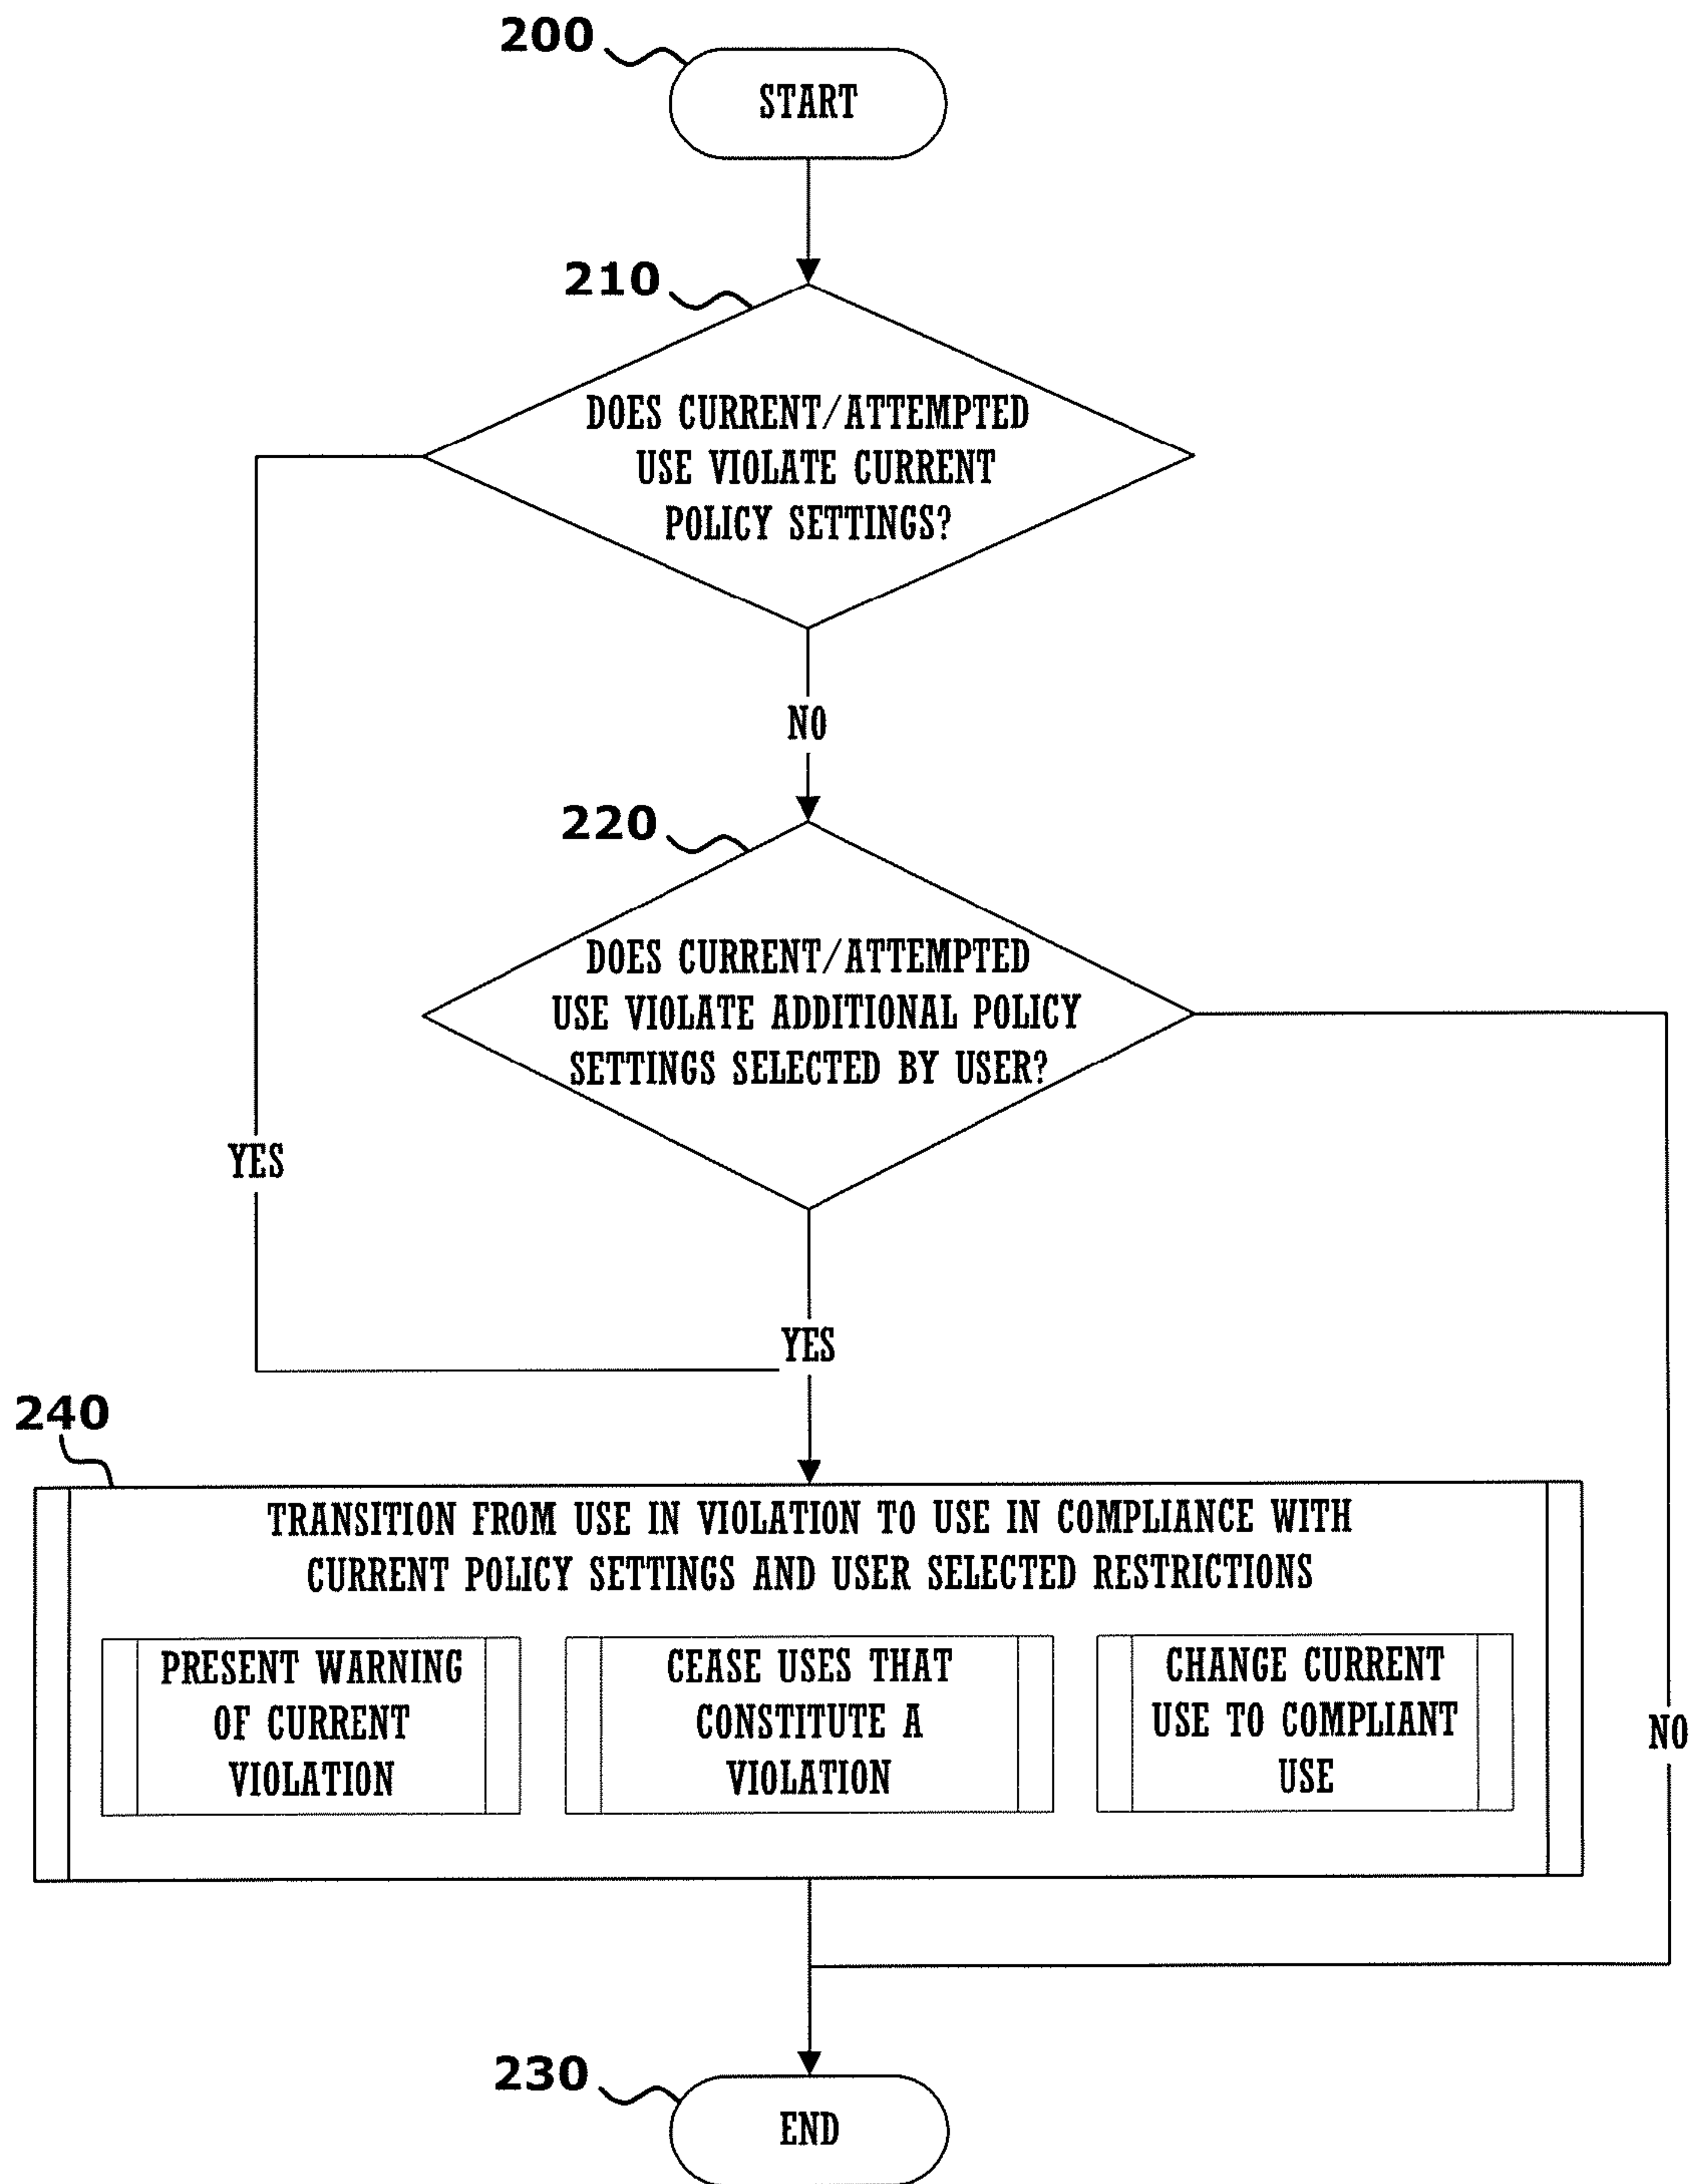 200
START
210
DOES CURRENT/ATTEMPTED
USE VIOLATE CURRENT
POLICY SETTINGS?
NO
220
DOES CURRENT/ATTEMPTED
USE VIOLATE ADDITIONAL POLICY
SETTINGS SELECTED BY USER?
YES
YES
240
TRANSITION FROM USE IN VIOLATION TO USE IN COMPLIANCE WITH
CURRENT POLICY SETTINGS AND USER SELECTED RESTRICTIONS
PRESENT WARNING
OF CURRENT
VIOLATION
CEASE USES THAT
CONSTITUTE A
VIOLATION
CHANGE CURRENT
USE TO COMPLIANT
USE
NO
230
END